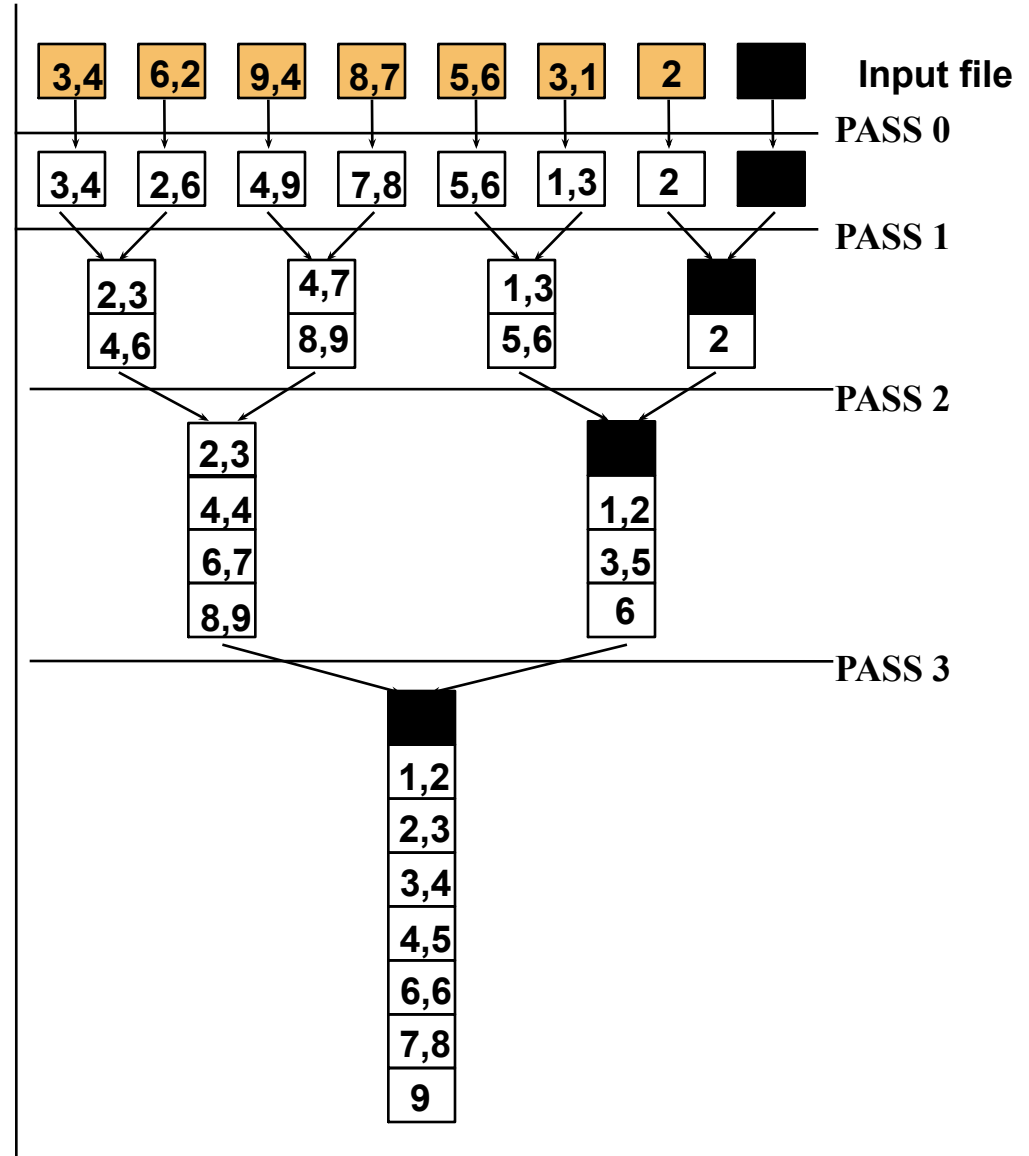 3,4 6,2 9,4 8,7 5,6 3,1 2 Input file
PASS 0
3,4 2,6 4,9 7,8 5,6 1,3 2
PASS 1
2,3 4,7 1,3
4,6 8,9 5,6 2
PASS 2
2,3
4,4 1,2
6,7 3,5
8,9 6
PASS 3
1,2
2,3
3,4
4,5
6,6
7,8
9